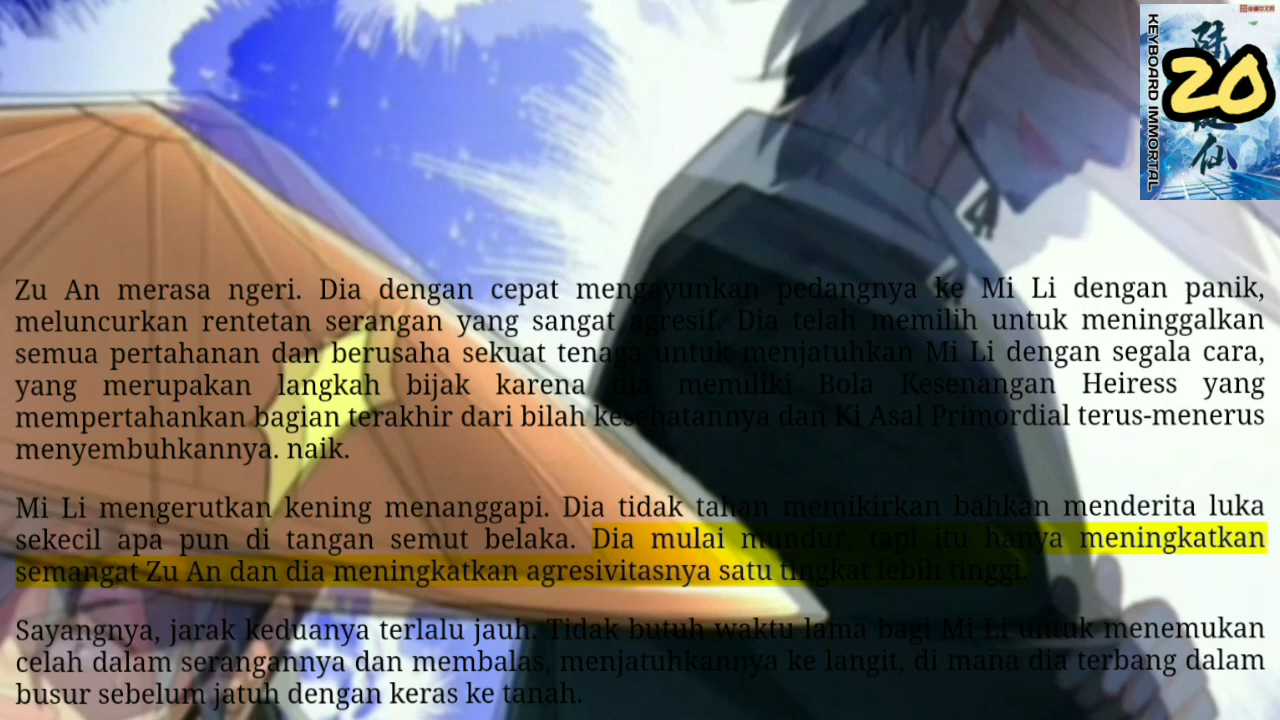 KEYBOARD IMMORTAL
20
仙
Zu An merasa ngeri. Dia dengan cepat mengayunkan pedangnya ke Mi Li dengan panik,
meluncurkan rentetan serangan yang sangat agresif. Dia telah memilih untuk meninggalkan
semua pertahanan dan berusaha sekuat tenaga untuk menjatuhkan Mi Li dengan segala cara,
yang merupakan langkah bijak karena dia memiliki Bola Kesenangan Heiress yang
mempertahankan bagian terakhir dari bilah kesehatannya dan Ki Asal Primordial terus-menerus
menyembuhkannya. naik.
Mi Li mengerutkan kening menanggapi. Dia tidak tahan memikirkan bahkan menderita luka
sekecil apa pun di tangan semut belaka. Dia mulai mundur, tapi itu hanya meningkatkan
semangat Zu An dan dia meningkatkan agresivitasnya satu tingkat lebih tinggi.
Sayangnya, jarak keduanya terlalu jauh. Tidak butuh waktu lama bagi Mi Li untuk menemukan
celah dalam serangannya dan membalas, menjatuhkannya ke langit, di mana dia terbang dalam
busur sebelum jatuh dengan keras ke tanah.